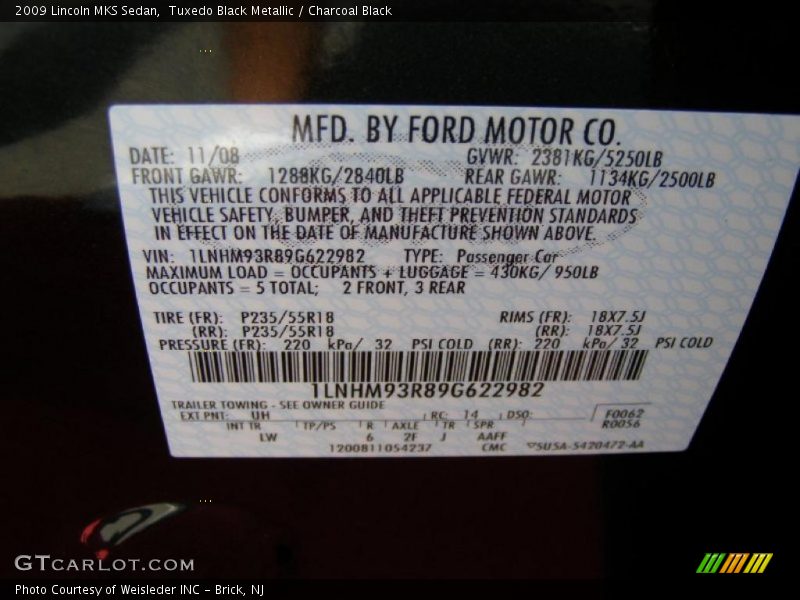 2009 Lincoln MKS Sedan,  Tuxedo Black Metallic / Charcoal Black
MFD. BY FORD MOTOR CO.
DATE: 11/08 GVWR: 2381KG/5250LB
FRONT GAWR: 1288KG/2840LB REAR GAWR: 1134KG/2500LB
THIS VEHICLE CONFORMS TO ALL APPLICABLE FEDERAL MOTOR
VEHICLE SAFETY, BUMPER, AND THEFT PREVENTION STANDARDS
IN EFFECT ON THE DATE OF MANUFACTURE SHOWN ABOVE.
VIN: 1LNHM93R89G622982 TYPE: Passenger Car
MAXIMUM LOAD = OCCUPANTS + LUGGAGE = 430KG/ 950LB
OCCUPANTS = 5 TOTAL; 2 FRONT, 3 REAR
TIRE (FR): P235/55R18 RIMS (FR): 18X7.5J
(RR): P235/55R18 (RR): 18X7.5J
PRESSURE (FR): 220 kPa/ 32 PSI COLD (RR): 220 kPa/ 32 PSI COLD
1LNHM93R89G622982
TRAILER TOWING - SEE OWNER GUIDE
EXT PNT: UH RC: 14 DSO: F0062
INT TR TP/PS R AXLE TR SPR R0056
LW 6 2F J AAFF
1200811054237 CMC 5USA-5420472-AA
GTCARLOT.COM
Photo Courtesy of Weisleder INC – Brick, NJ